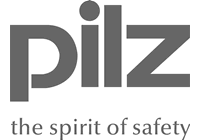 pilz
the spirit of safety